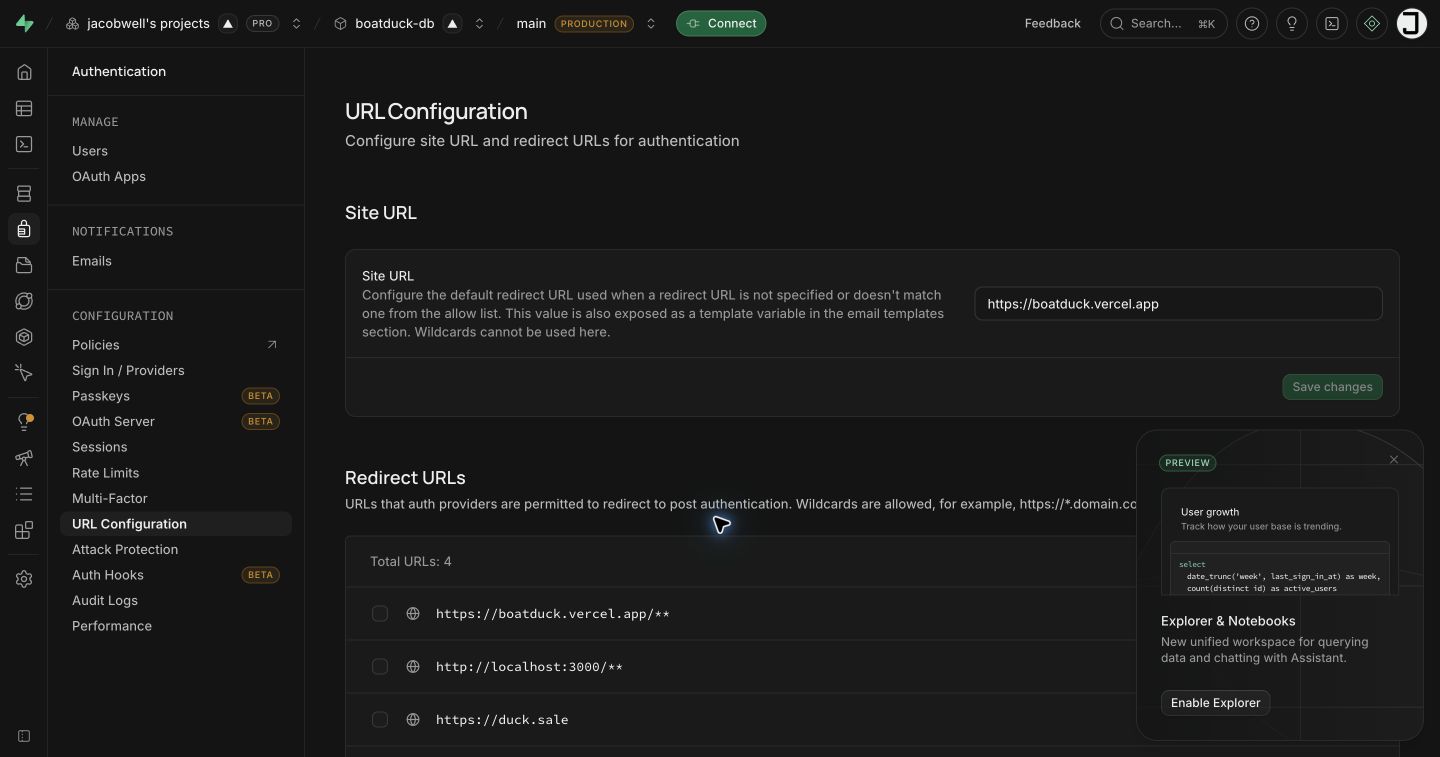 jacobwell's projects PRO
boatduck-db
main PRODUCTION
Connect
Feedback
Search... ⌘K
Authentication
MANAGE
Users
OAuth Apps
NOTIFICATIONS
Emails
CONFIGURATION
Policies
Sign In / Providers
Passkeys BETA
OAuth Server BETA
Sessions
Rate Limits
Multi-Factor
URL Configuration
Attack Protection
Auth Hooks BETA
Audit Logs
Performance
URL Configuration
Configure site URL and redirect URLs for authentication
Site URL
Site URL
Configure the default redirect URL used when a redirect URL is not specified or doesn't match
one from the allow list. This value is also exposed as a template variable in the email templates
section. Wildcards cannot be used here.
https://boatduck.vercel.app
Save changes
Redirect URLs
URLs that auth providers are permitted to redirect to post authentication. Wildcards are allowed, for example, https://*.domain.co
Total URLs: 4
https://boatduck.vercel.app/**
http://localhost:3000/**
https://duck.sale
PREVIEW
User growth
Track how your user base is trending.
select
date_trunc('week', last_sign_in_at) as week,
count(distinct id) as active_users
Explorer & Notebooks
New unified workspace for querying
data and chatting with Assistant.
Enable Explorer